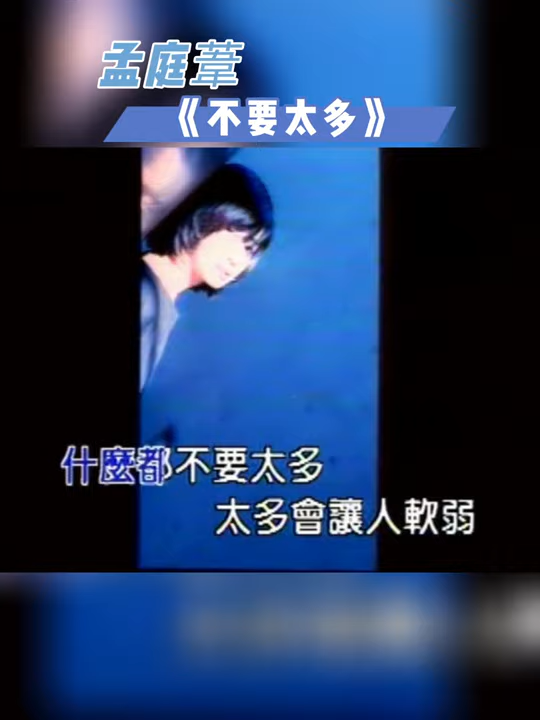 孟庭葦
《不要太多》
什麼都不要太多
太多會讓人軟弱